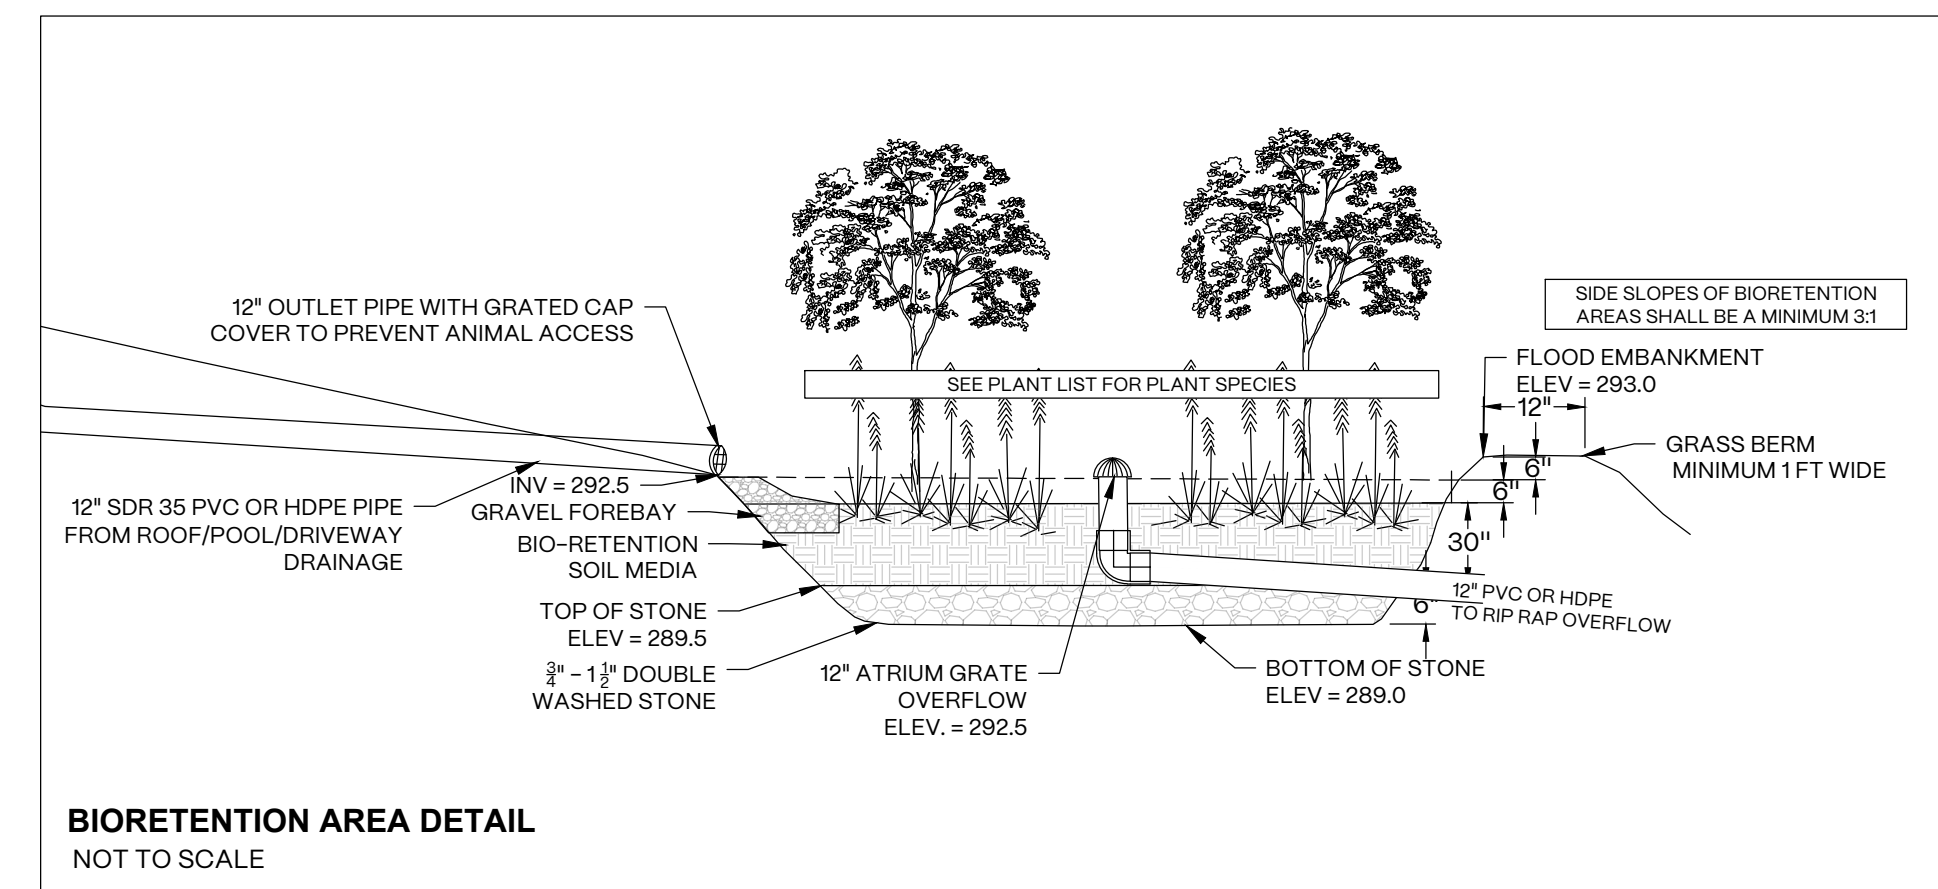 12" OUTLET PIPE WITH GRATED CAP
COVER TO PREVENT ANIMAL ACCESS
SIDE SLOPES OF BIORETENTION
AREAS SHALL BE A MINIMUM 3:1
FLOOD EMBANKMENT
ELEV = 293.0
12"
SEE PLANT LIST FOR PLANT SPECIES
GRASS BERM
MINIMUM 1 FT WIDE
6"
6"
30"
12" SDR 35 PVC OR HDPE PIPE
FROM ROOF/POOL/DRIVEWAY
DRAINAGE
INV = 292.5
GRAVEL FOREBAY
BIO-RETENTION
SOIL MEDIA
TOP OF STONE
ELEV = 289.5
¾" - 1½" DOUBLE
WASHED STONE
12" ATRIUM GRATE
OVERFLOW
ELEV. = 292.5
BOTTOM OF STONE
ELEV = 289.0
6"
12" PVC OR HDPE
TO RIP RAP OVERFLOW
BIORETENTION AREA DETAIL
NOT TO SCALE